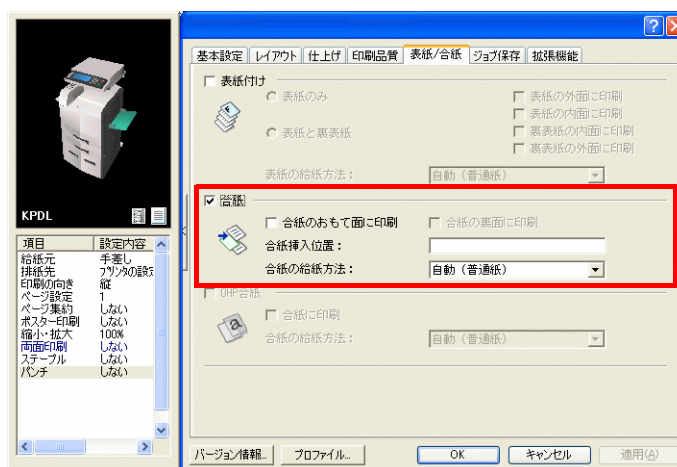 基本設定 レイアウト 仕上げ 印刷品質 表紙/合紙 ジョブ保存 拡張機能
表紙付け
表紙のみ
表紙と裏表紙
表紙の外面に印刷
表紙の内面に印刷
裏表紙の内面に印刷
裏表紙の外面に印刷
表紙の給紙方法： 自動（普通紙）
合紙
合紙のおもて面に印刷 合紙の裏面に印刷
合紙挿入位置：
合紙の給紙方法： 自動（普通紙）
OHP合紙
合紙に印刷
合紙の給紙方法： 自動（普通紙）
KPDL
項目 設定内容
給紙元 手差し
排紙先 プリンタの設定
印刷の向き 縦
ページ設定 1
ページ集約 しない
ポスター印刷 しない
縮小・拡大 100%
両面印刷 しない
ステープル しない
パンチ しない
バージョン情報... プロファイル... OK キャンセル 適用(A)